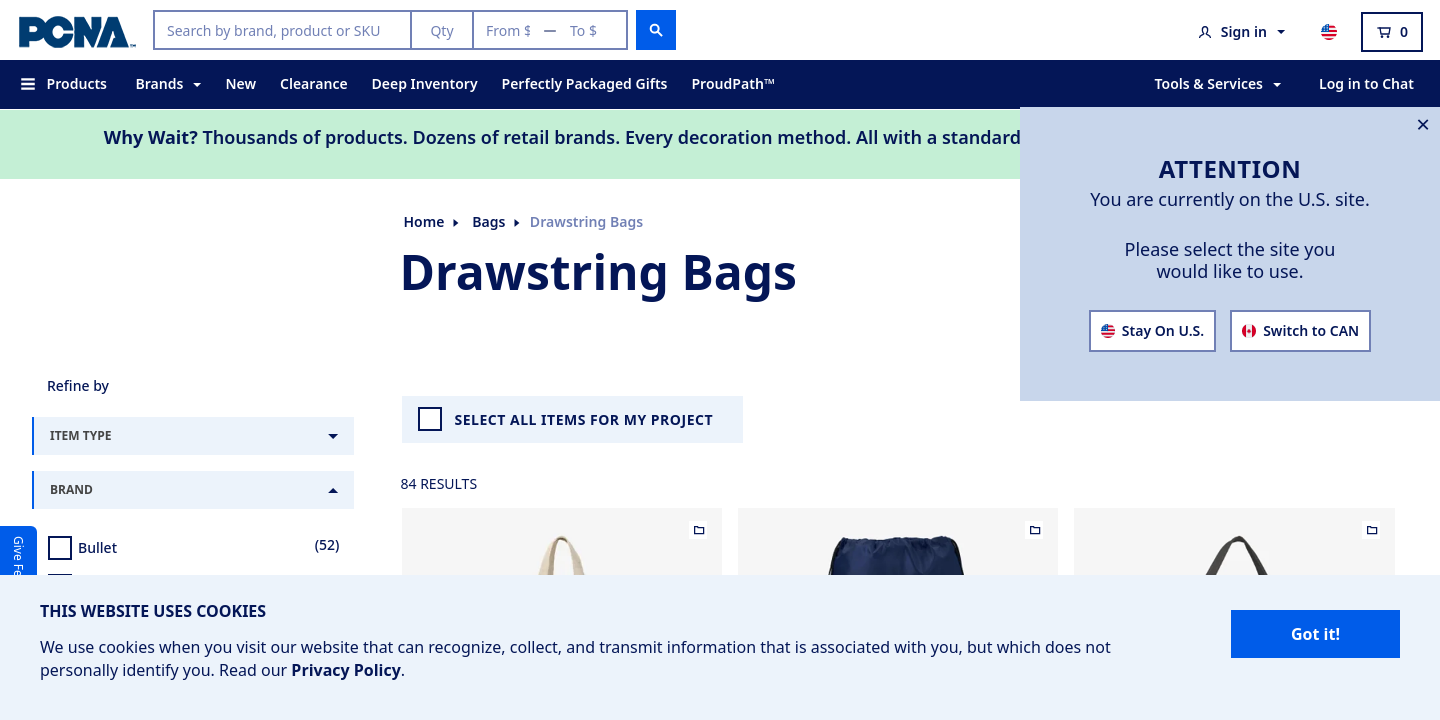 PCNA™
Search by brand, product or SKU
Qty
From $
—
To $
Sign in
0
Products
Brands
New
Clearance
Deep Inventory
Perfectly Packaged Gifts
ProudPath™
Tools & Services
Log in to Chat
Why Wait? Thousands of products. Dozens of retail brands. Every decoration method. All with a standard
ATTENTION
You are currently on the U.S. site.
Please select the site you
would like to use.
Stay On U.S.
Switch to CAN
Home
Bags
Drawstring Bags
Drawstring Bags
Refine by
ITEM TYPE
BRAND
Bullet
(52)
SELECT ALL ITEMS FOR MY PROJECT
84 RESULTS
Give Fe
THIS WEBSITE USES COOKIES
We use cookies when you visit our website that can recognize, collect, and transmit information that is associated with you, but which does not
personally identify you. Read our Privacy Policy.
Got it!